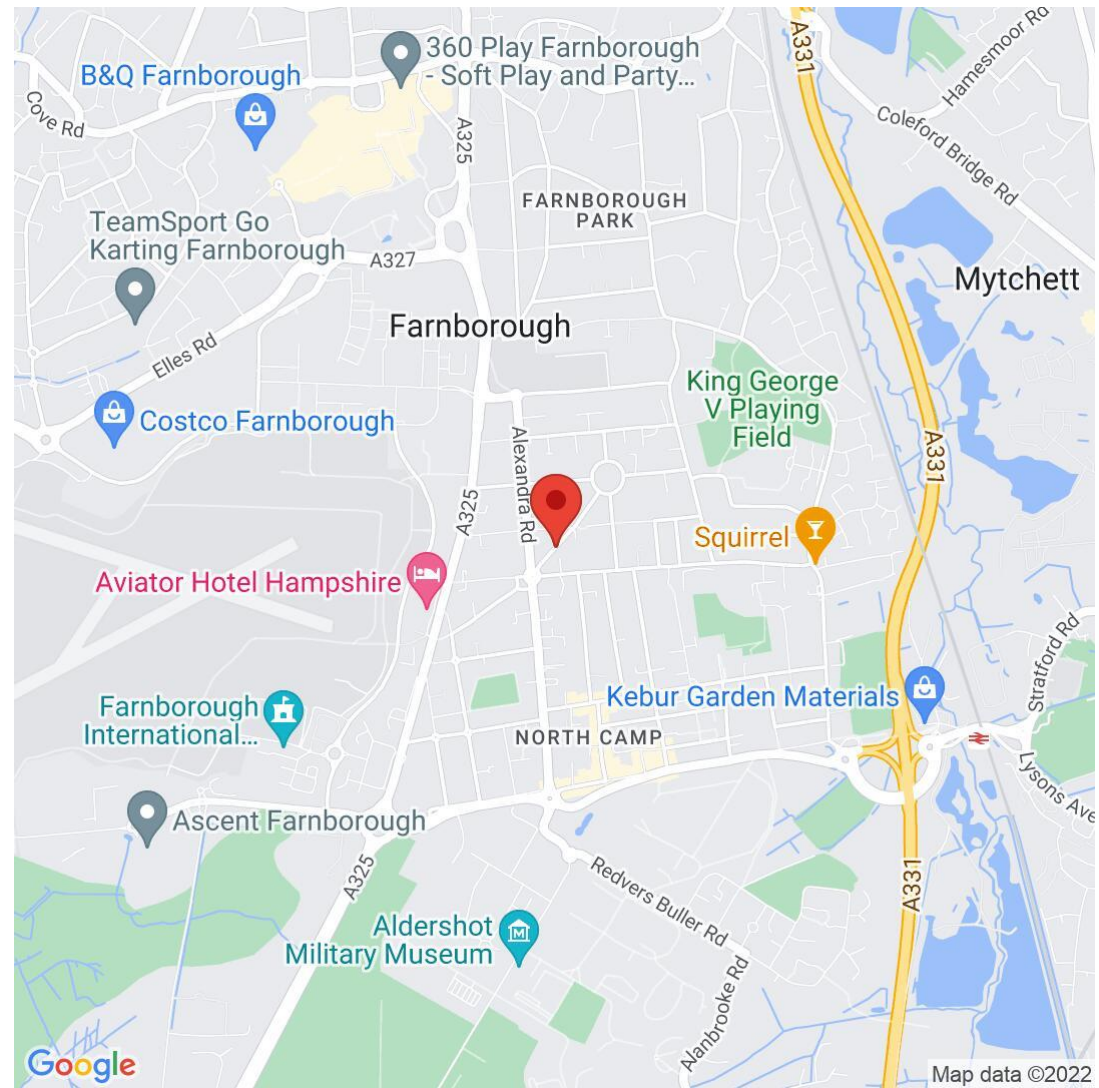 360 Play Farnborough
- Soft Play and Party...
B&Q Farnborough
Cove Rd
A325
A331
Hamesmoor Rd
Coleford Bridge Rd
FARNBOROUGH
PARK
TeamSport Go
Karting Farnborough
A327
Mytchett
Farnborough
Elles Rd
King George
V Playing
Field
Costco Farnborough
Alexandra Rd
A331
A325
Squirrel
Aviator Hotel Hampshire
Stratford Rd
Kebur Garden Materials
Farnborough
International...
NORTH CAMP
Lysons Ave
Ascent Farnborough
A325
Redvers Buller Rd
A331
Aldershot
Military Museum
Alanbrooke Rd
Google
Map data ©2022